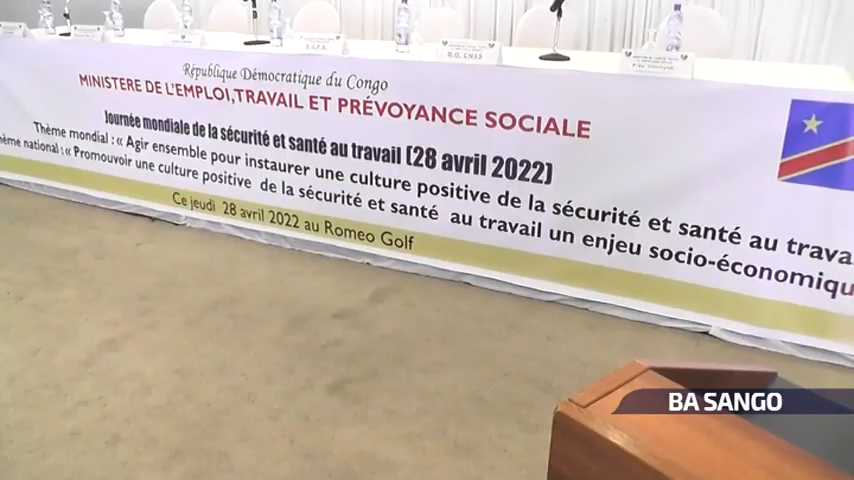 D.G. CNSS
République Démocratique du Congo
MINISTERE DE L'EMPLOI,TRAVAIL ET PRÉVOYANCE SOCIALE
Journée mondiale de la sécurité et santé au travail (28 avril 2022)
Thème mondial : « Agir ensemble pour instaurer une culture positive de la sécurité et santé au travai
hème national : « Promouvoir une culture positive de la sécurité et santé au travail un enjeu socio-économiqu
Ce jeudi 28 avril 2022 au Romeo Golf
BA SANGO